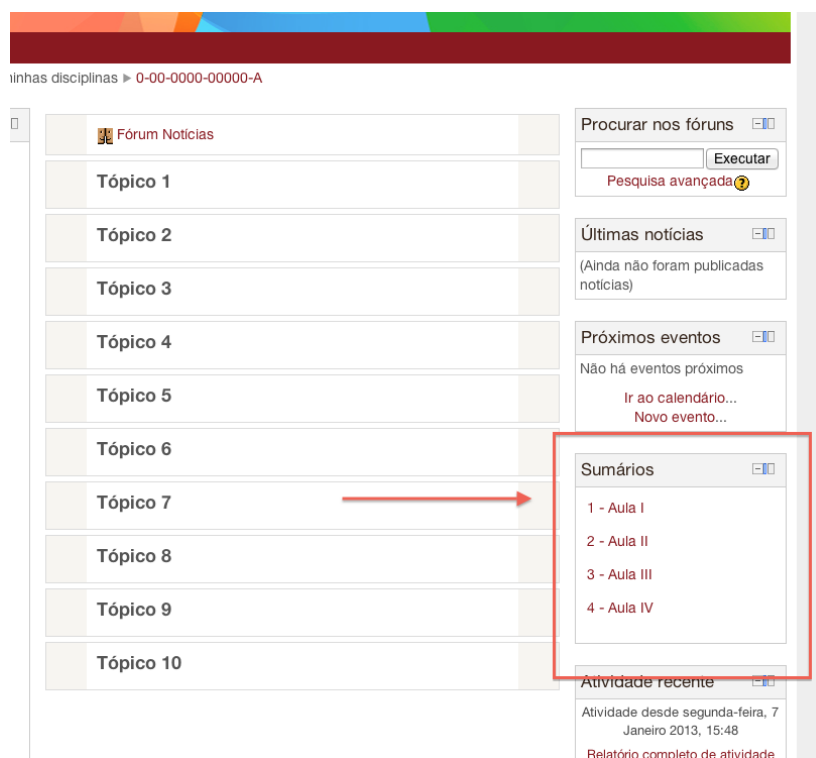 disciplinas ▶ 0-00-0000-00000-A
Fórum Notícias
Tópico 1
Tópico 2
Tópico 3
Tópico 4
Tópico 5
Tópico 6
Tópico 7
Tópico 8
Tópico 9
Tópico 10
Procurar nos fóruns
Executar
Pesquisa avançada
Últimas notícias
(Ainda não foram publicadas
notícias)
Próximos eventos
Não há eventos próximos
Ir ao calendário...
Novo evento...
Sumários
1 - Aula I
2 - Aula II
3 - Aula III
4 - Aula IV
Atividade recente
Atividade desde segunda-feira, 7
Janeiro 2013, 15:48
Relatório completo de atividade